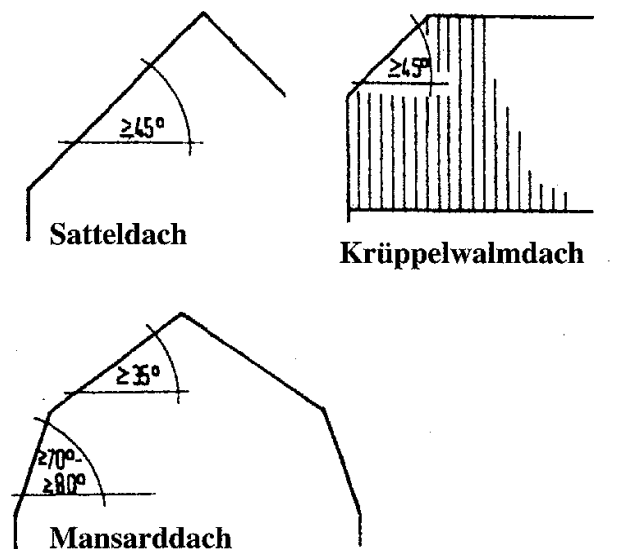 ≥45°
≥45°
Satteldach
Krüppelwalmdach
≥35°
≥70°-
≥80°
Mansarddach